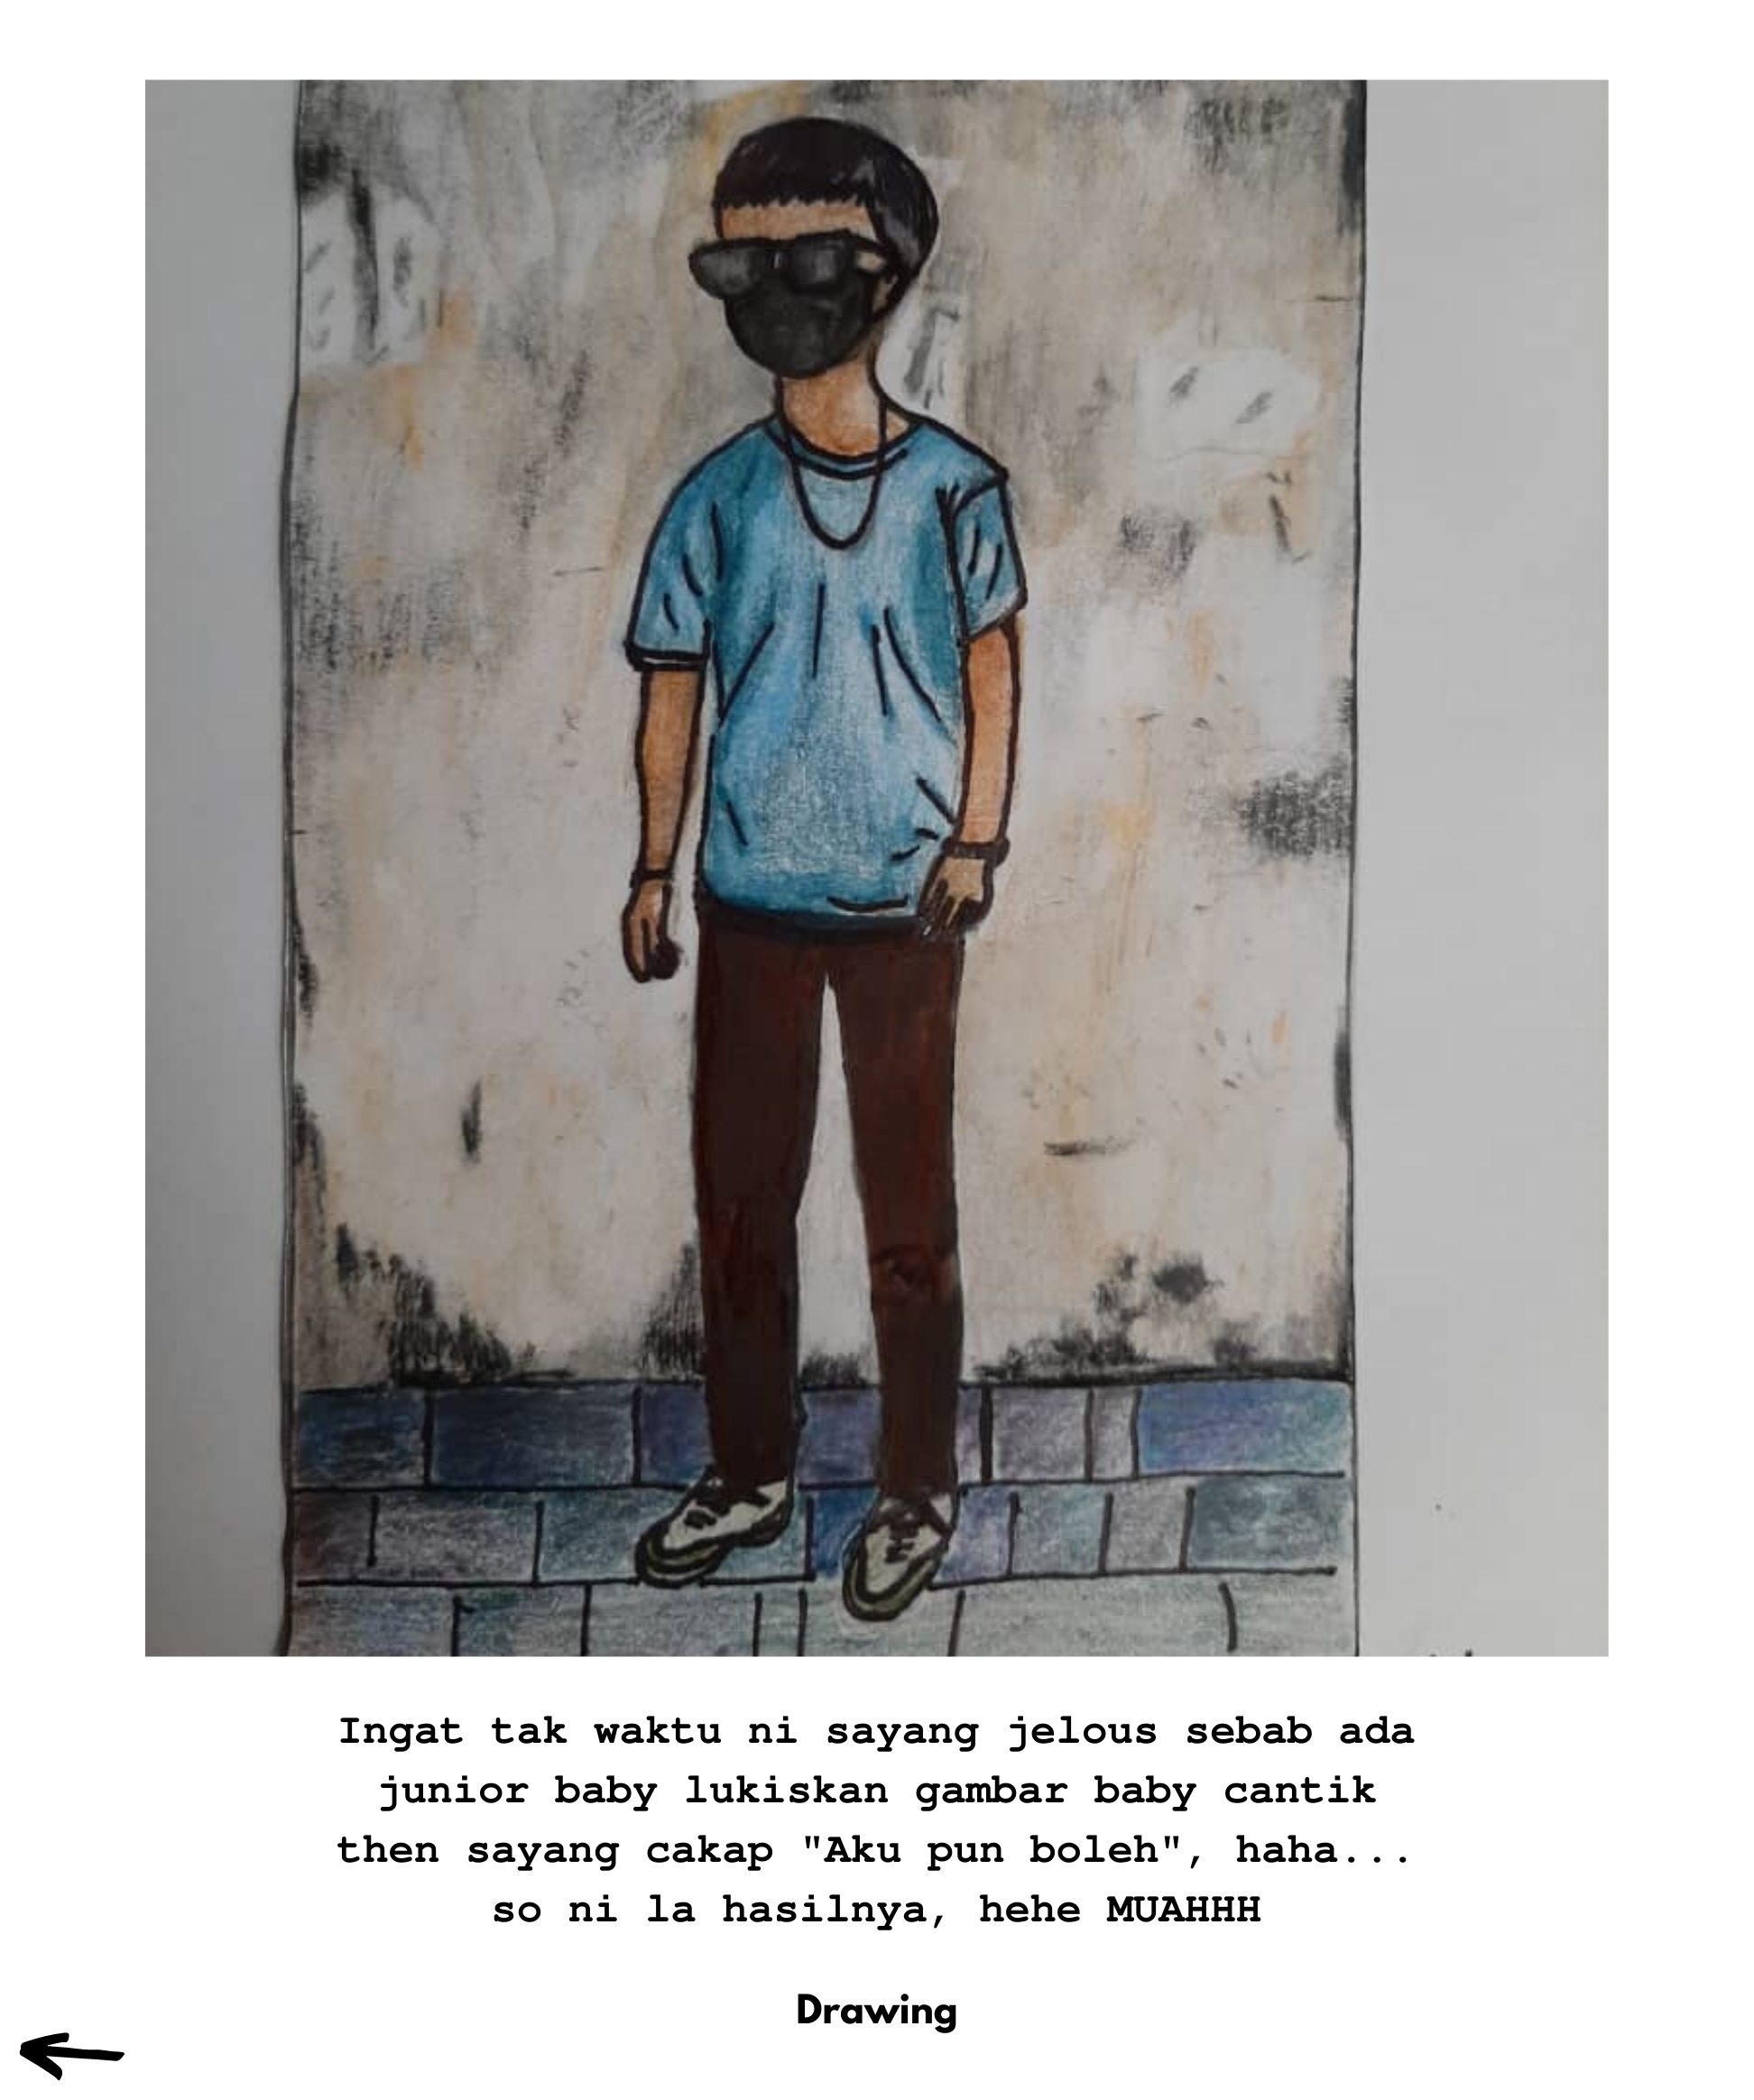 Ingat tak waktu ni sayang jelous sebab ada
junior baby lukiskan gambar baby cantik
then sayang cakap "Aku pun boleh", haha...
so ni la hasilnya, hehe MUAHHH
Drawing